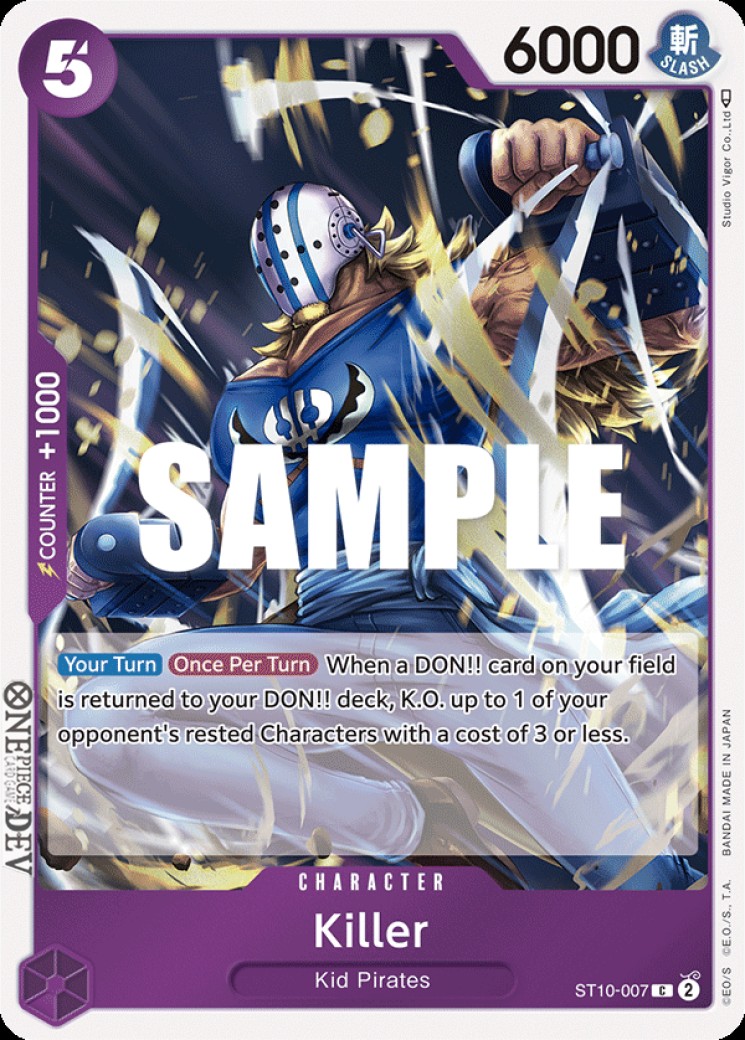 5
6000
斬
SLASH
Studio Vigor Co.,Ltd
COUNTER +1000
SAMPLE
Your Turn Once Per Turn When a DON!! card on your field
is returned to your DON!! deck, K.O. up to 1 of your
opponent's rested Characters with a cost of 3 or less.
ONE PIECE
CARD GAME
.DEV
CHARACTER
Killer
Kid Pirates
ST10-007 C 2
©EO/S ©E.O./S., T.A. BANDAI MADE IN JAPAN